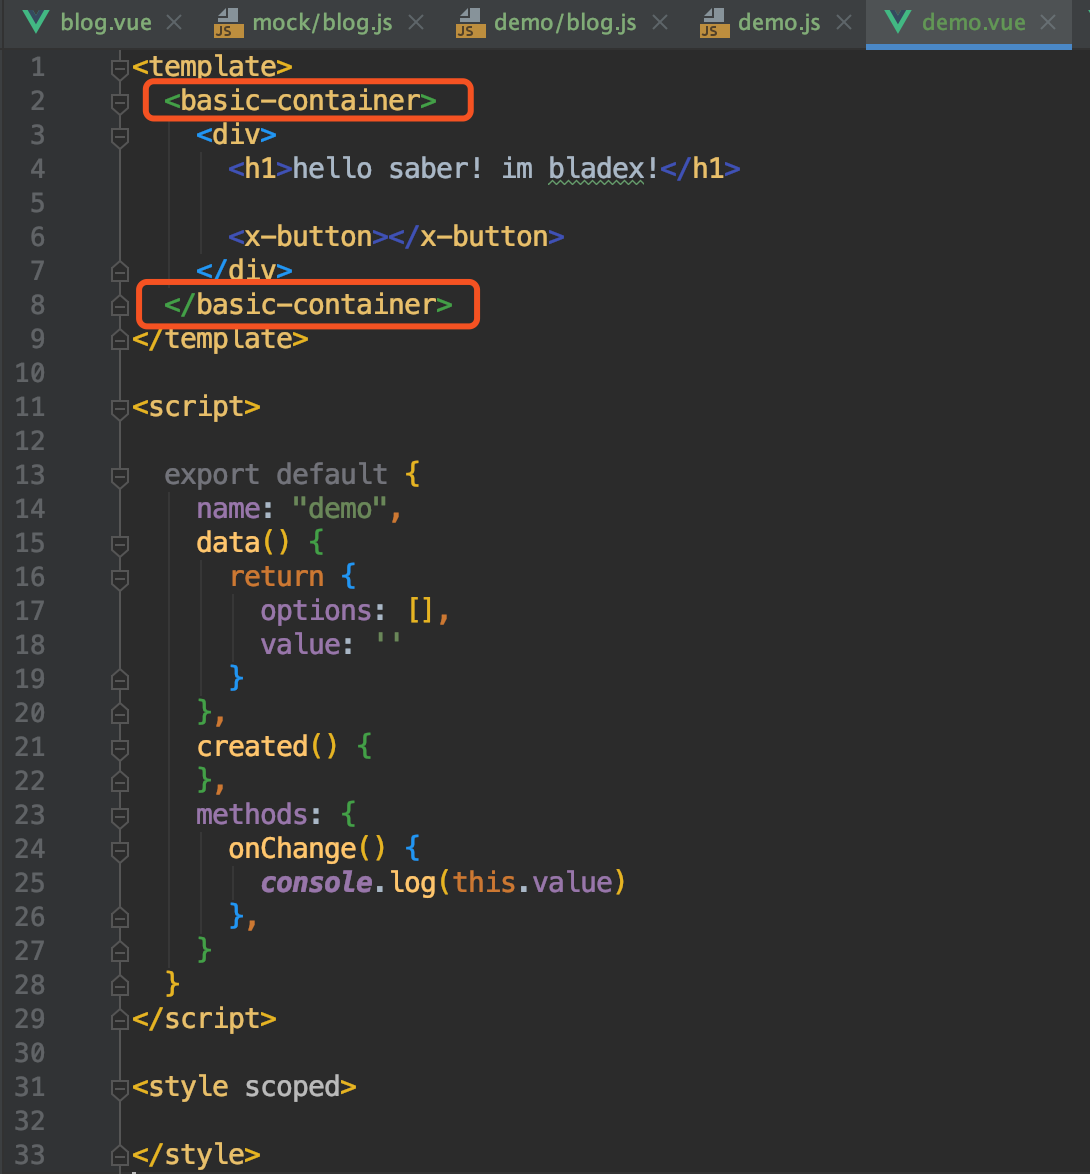 blog.vue mock/blog.js demo/blog.js demo.js demo.vue
1 <template>
2 <basic-container>
3 <div>
4 <h1>hello saber! im bladex!</h1>
5
6 <x-button></x-button>
7 </div>
8 </basic-container>
9 </template>
10
11 <script>
12
13 export default {
14 name: "demo",
15 data() {
16 return {
17 options: [],
18 value: ''
19 }
20 },
21 created() {
22 },
23 methods: {
24 onChange() {
25 console.log(this.value)
26 },
27 }
28 }
29 </script>
30
31 <style scoped>
32
33 </style>